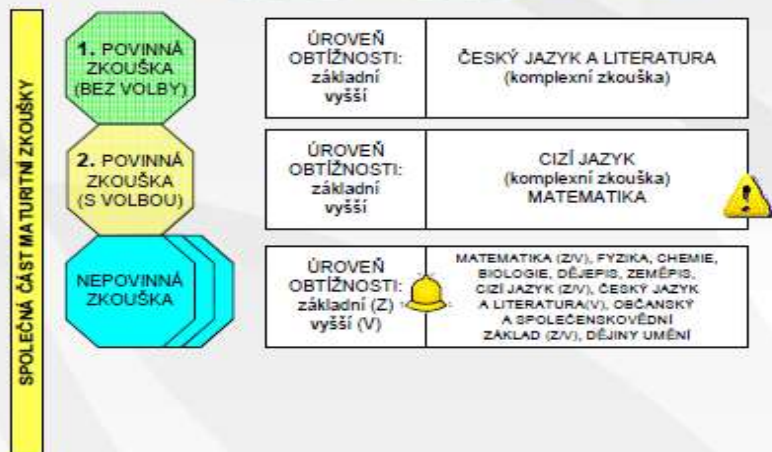 SPOLEČNÁ ČÁST MATURITNÍ ZKOUŠKY
1. POVINNÁ
ZKOUŠKA
(BEZ VOLBY)
ÚROVEŇ
OBTÍŽNOSTI:
základní
vyšší
ČESKÝ JAZYK A LITERATURA
(komplexní zkouška)
2. POVINNÁ
ZKOUŠKA
(S VOLBOU)
ÚROVEŇ
OBTÍŽNOSTI:
základní
vyšší
CIZÍ JAZYK
(komplexní zkouška)
MATEMATIKA
NEPOVINNÁ
ZKOUŠKA
ÚROVEŇ
OBTÍŽNOSTI:
základní (Z)
vyšší (V)
MATEMATIKA (Z/V), FYZIKA, CHEMIE,
BIOLOGIE, DĚJEPIS, ZEMĚPIS,
CIZÍ JAZYK (Z/V), ČESKÝ JAZYK
A LITERATURA(V), OBČANSKÝ
A SPOLEČENSKOVĚDNÍ
ZÁKLAD (Z/V), DĚJINY UMĚNÍ